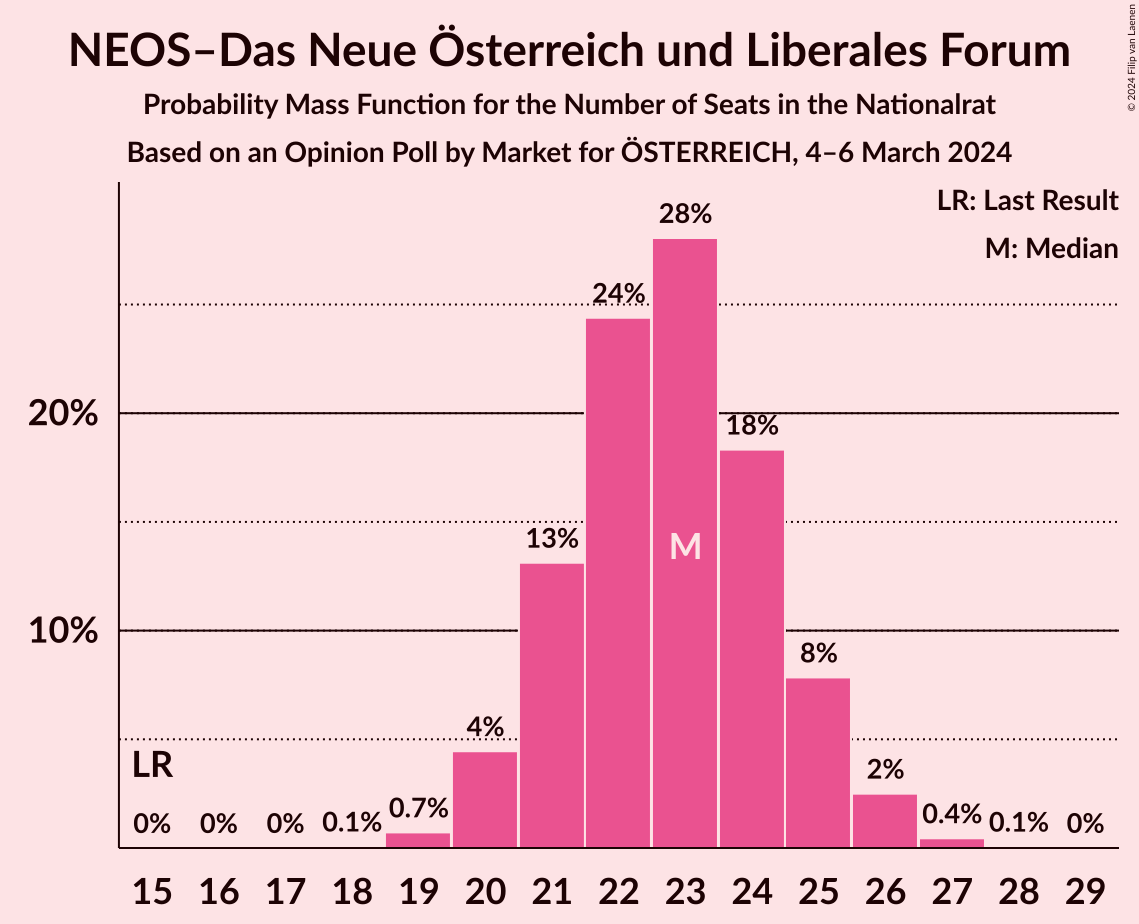 NEOS–Das Neue Österreich und Liberales Forum
Probability Mass Function for the Number of Seats in the Nationalrat
Based on an Opinion Poll by Market for ÖSTERREICH, 4–6 March 2024
© 2024 Filip van Laenen
LR: Last Result
M: Median
28%
24%
20%
18%
13%
M
10%
8%
4%
LR
2%
0%
0%
0%
0.1%
0.7%
0.4%
0.1%
0%
15 16 17 18 19 20 21 22 23 24 25 26 27 28 29